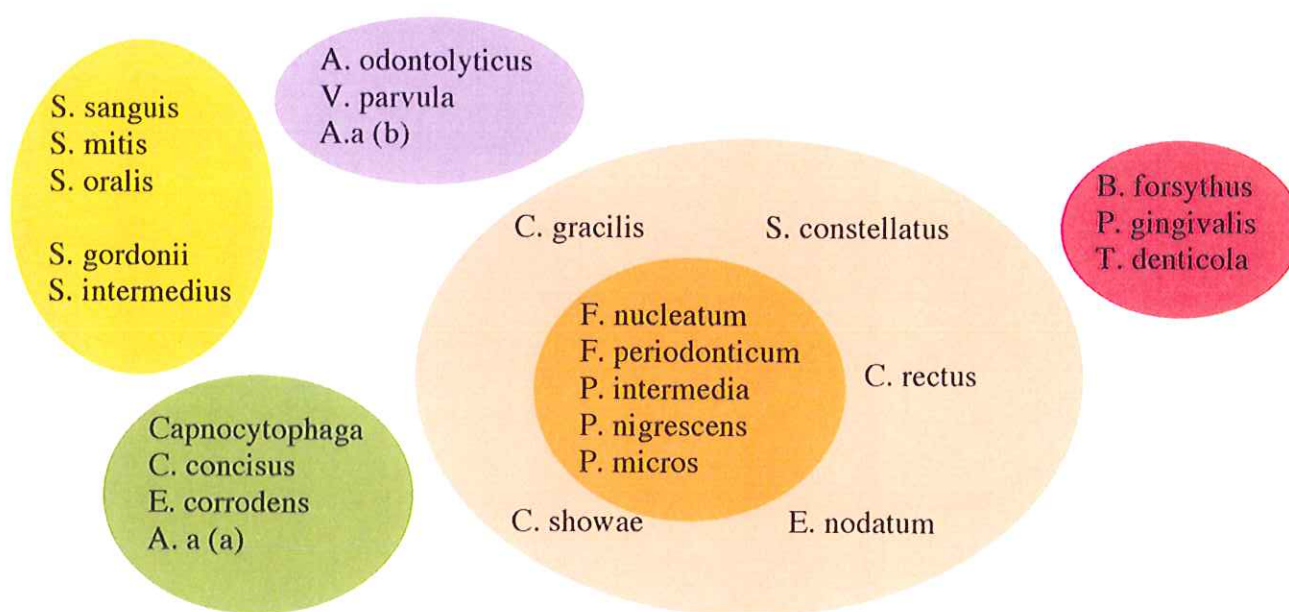 S. sanguis
S. mitis
S. oralis
S. gordonii
S. intermedius
A. odontolyticus
V. parvula
A.a (b)
C. gracilis
S. constellatus
F. nucleatum
F. periodonticum
P. intermedia
P. nigrescens
P. micros
C. rectus
C. showae
E. nodatum
B. forsythus
P. gingivalis
T. denticola
Capnocytophaga
C. concisus
E. corrodens
A. a (a)